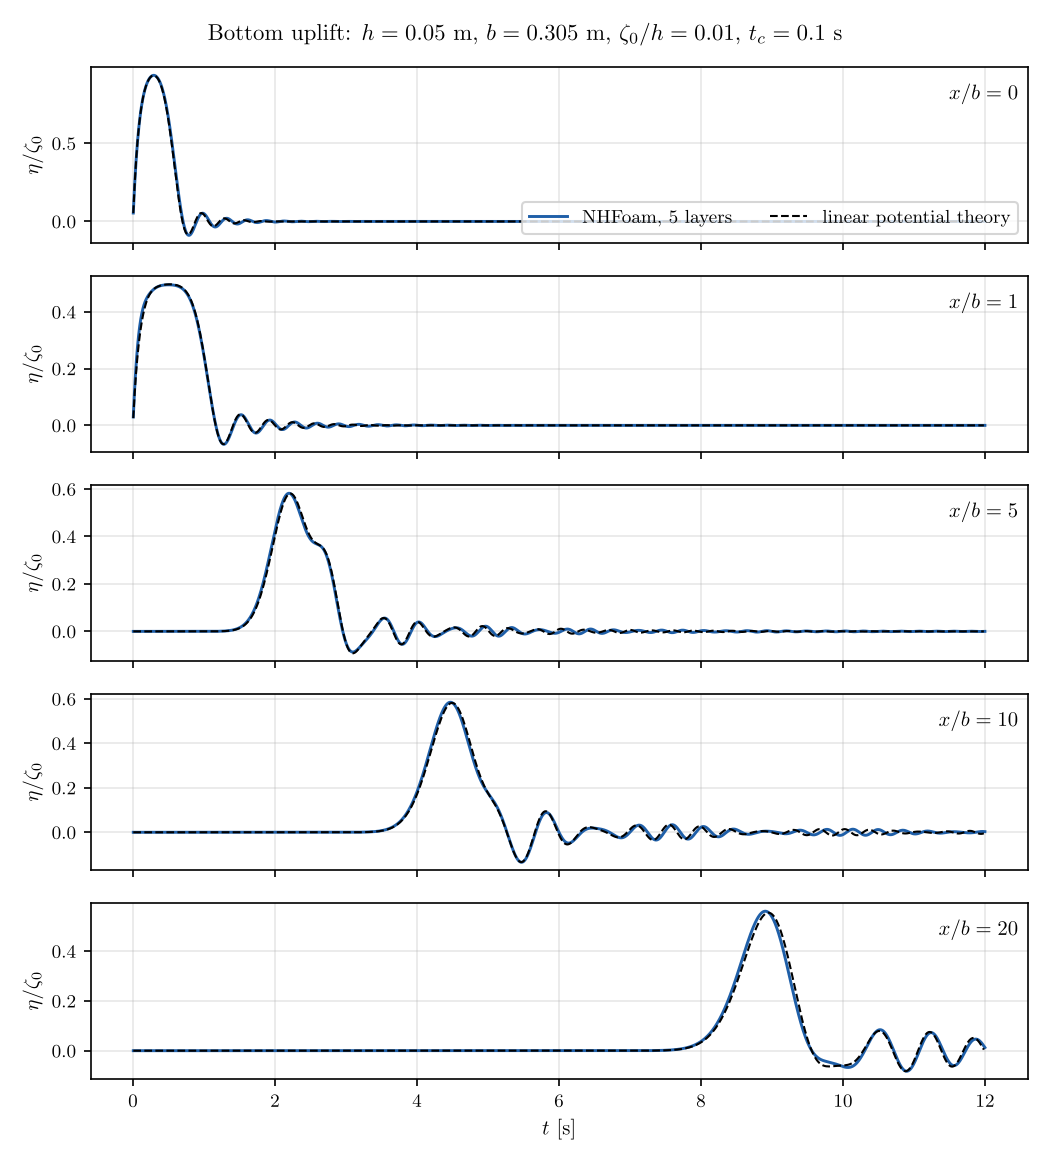 Bottom uplift: h = 0.05 m, b = 0.305 m, ζ₀/h = 0.01, t_c = 0.1 s
x/b = 0
0.5
0.0
η/ζ₀
NHFoam, 5 layers
linear potential theory
x/b = 1
0.4
0.2
0.0
η/ζ₀
x/b = 5
0.6
0.4
0.2
0.0
η/ζ₀
x/b = 10
0.6
0.4
0.2
0.0
η/ζ₀
x/b = 20
0.4
0.2
0.0
η/ζ₀
0 2 4 6 8 10 12
t [s]